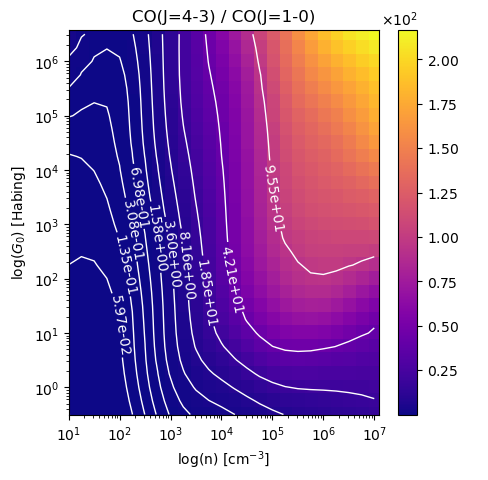 CO(J=4-3) / CO(J=1-0)
×10²
log(G₀) [Habing]
10⁶
10⁵
10⁴
10³
10²
10¹
10⁰
5.97e-02
1.35e-01
3.08e-01
6.98e-01
1.58e+00
3.60e+00
8.16e+00
1.85e+01
4.21e+01
9.55e+01
10¹ 10² 10³ 10⁴ 10⁵ 10⁶ 10⁷
log(n) [cm⁻³]
2.00
1.75
1.50
1.25
1.00
0.75
0.50
0.25